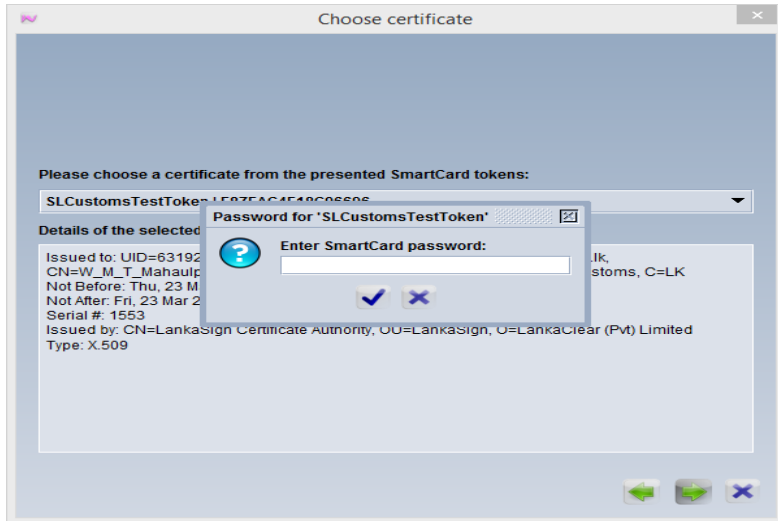 Choose certificate
Please choose a certificate from the presented SmartCard tokens:
SLCustomsTestToken
Details of the selected
Password for 'SLCustomsTestToken'
Enter SmartCard password:
Issued to: UID=63192 .lk,
CN=W_M_T_Mahaulp stoms, C=LK
Not Before: Thu, 23 M
Not After: Fri, 23 Mar 2
Serial #: 1553
Issued by: CN=LankaSign Certificate Authority, OU=LankaSign, O=LankaClear (Pvt) Limited
Type: X.509